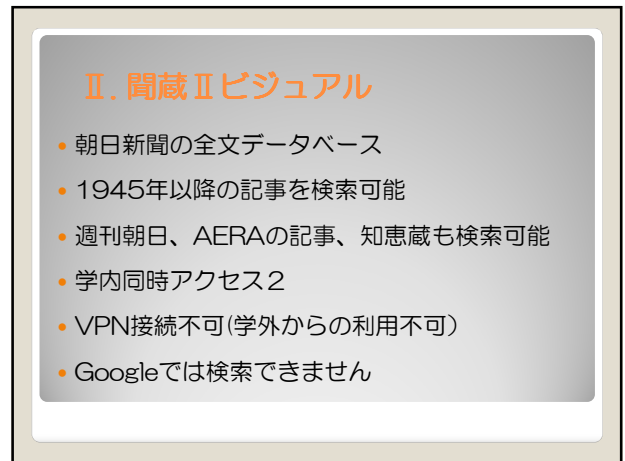 Ⅱ.聞蔵Ⅱビジュアル
• 朝日新聞の全文データベース
• 1945年以降の記事を検索可能
• 週刊朝日、AERAの記事、知恵蔵も検索可能
• 学内同時アクセス2
• VPN接続不可(学外からの利用不可)
• Googleでは検索できません